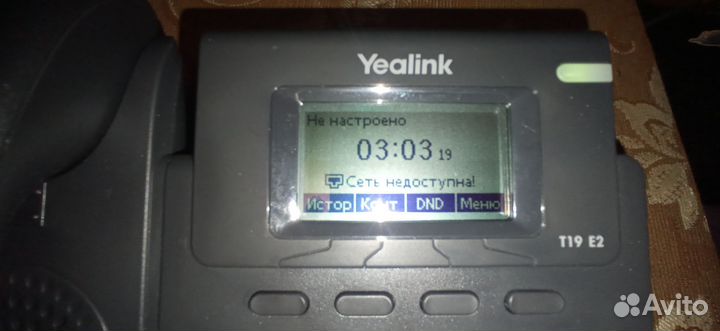 Yealink
Не настроено
03:03 19
Сеть недоступна!
Истор Конт DND Меню
T19 E2
Avito